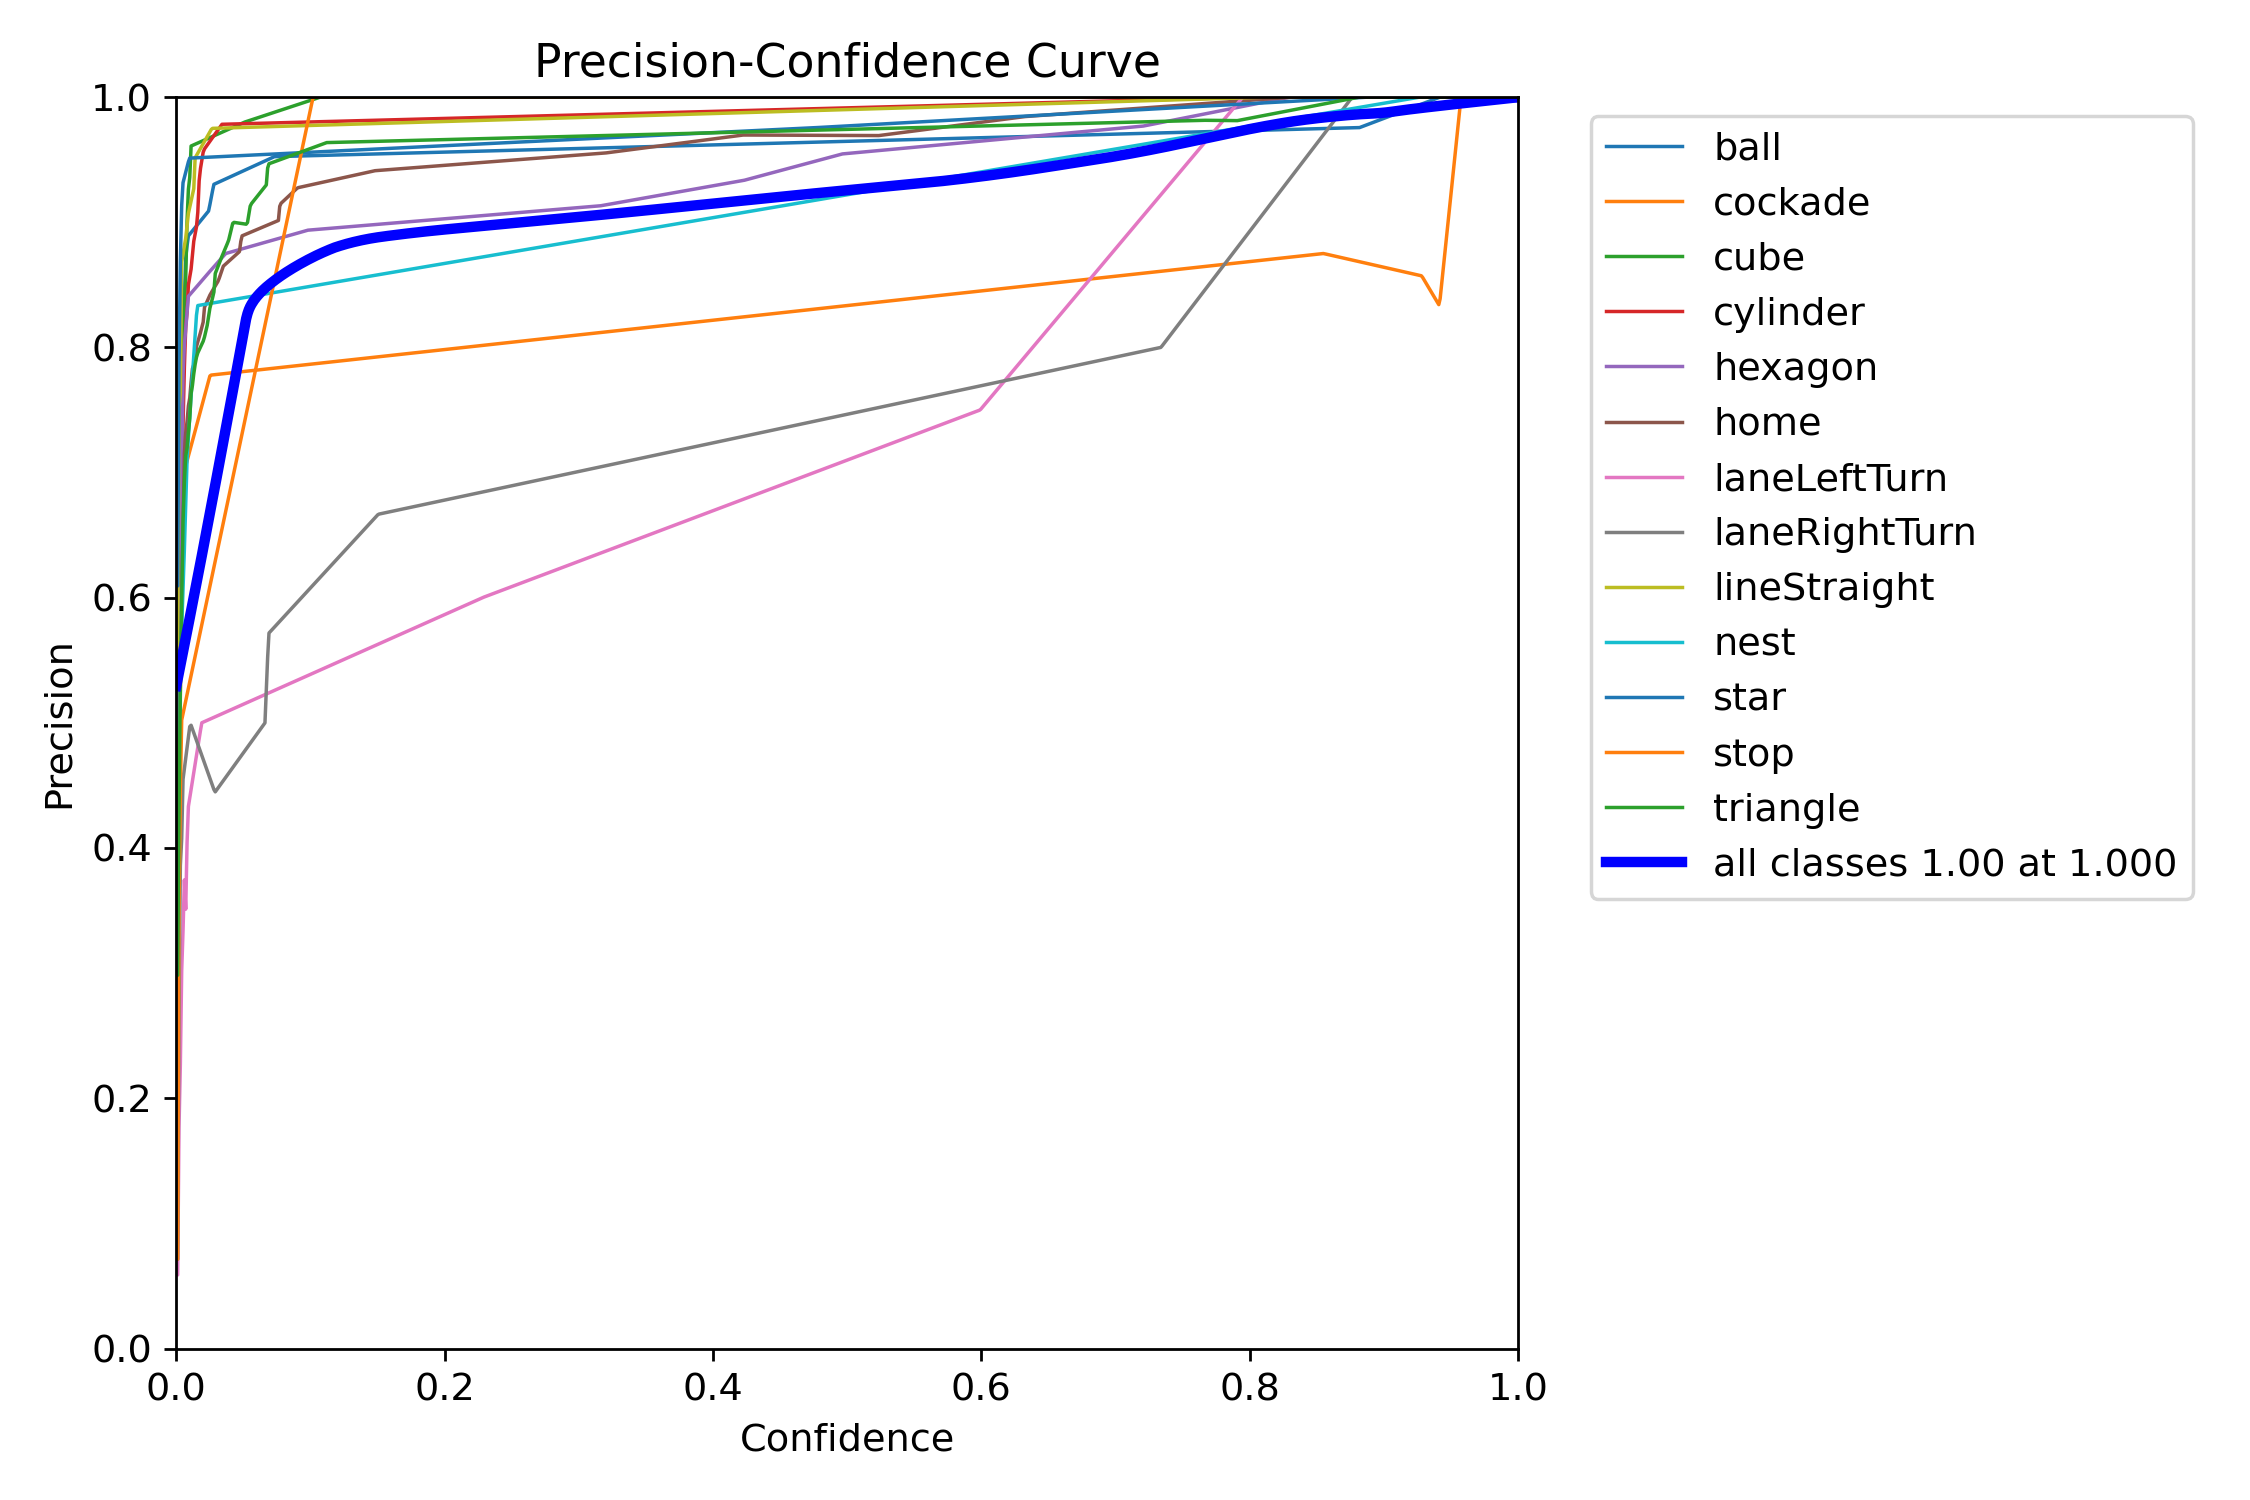 Precision-Confidence Curve
1.0
0.8
0.6
0.4
0.2
0.0
Precision
0.0 0.2 0.4 0.6 0.8 1.0
Confidence
ball
cockade
cube
cylinder
hexagon
home
laneLeftTurn
laneRightTurn
lineStraight
nest
star
stop
triangle
all classes 1.00 at 1.000